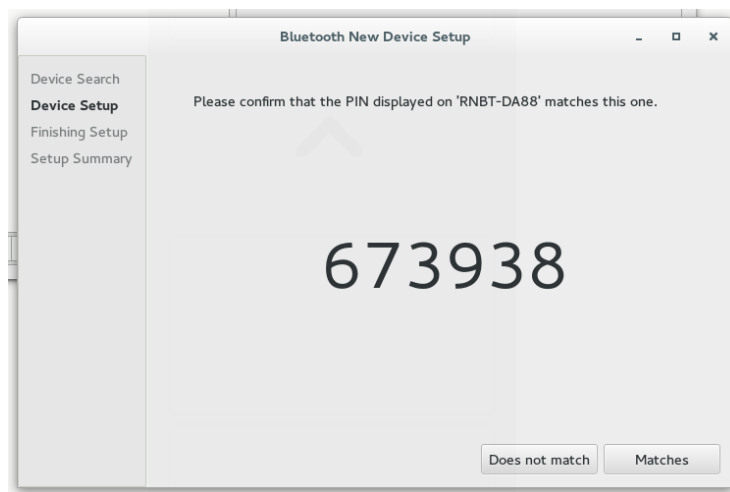 Bluetooth New Device Setup
Device Search
Device Setup
Finishing Setup
Setup Summary
Please confirm that the PIN displayed on 'RNBT-DA88' matches this one.
673938
Does not match
Matches